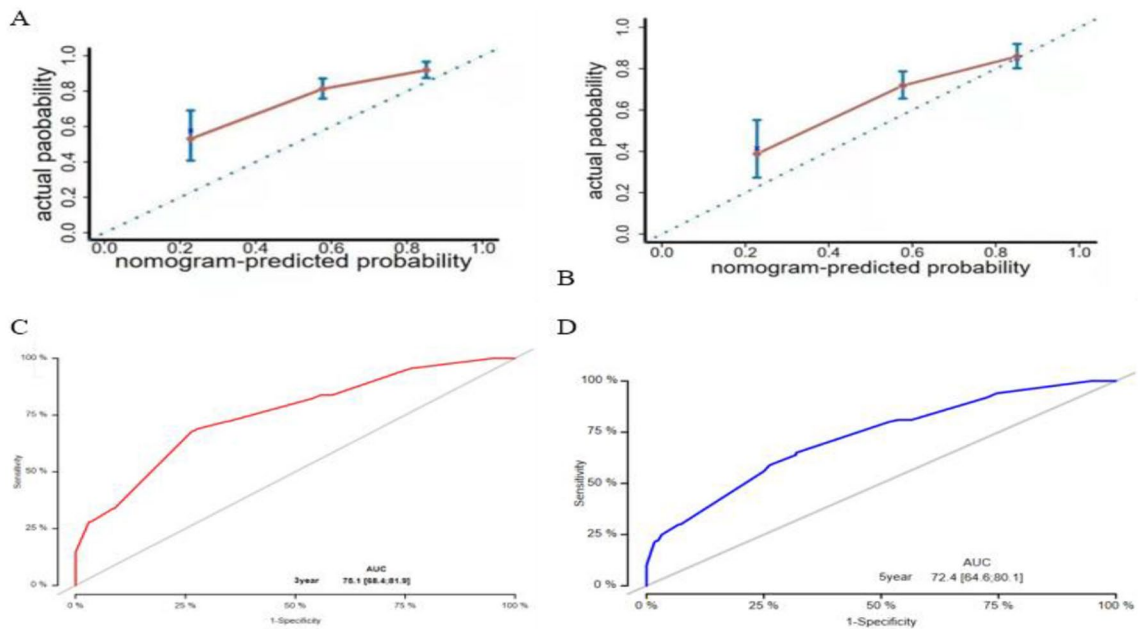 A
actual paobability
1.0
0.8
0.6
0.4
0.2
0.0
0.0 0.2 0.4 0.6 0.8 1.0
nomogram-predicted probability
B
actual paobability
1.0
0.8
0.6
0.4
0.2
0.0
0.0 0.2 0.4 0.6 0.8 1.0
nomogram-predicted probability
C
Sensitivity
100 %
75 %
50 %
25 %
0 %
AUC
3year
0 % 25 % 50 % 75 % 100 %
1-Specificity
D
Sensitivity
100 %
75 %
50 %
25 %
0 %
AUC
5year 72.4 [64.6;80.1]
0 % 25 % 50 % 75 % 100 %
1-Specificity